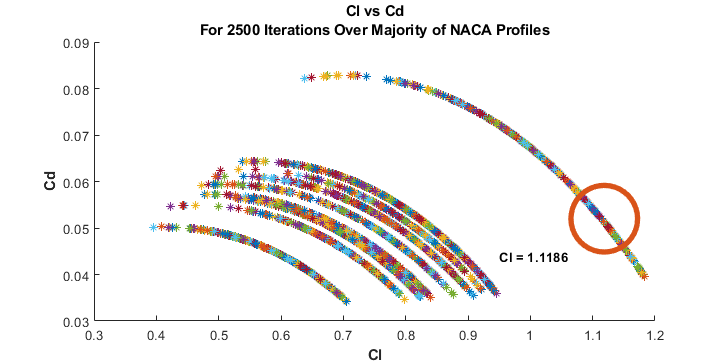 Cl vs Cd
For 2500 Iterations Over Majority of NACA Profiles
0.09
0.08
0.07
0.06
0.05
0.04
0.03
Cd
Cl = 1.1186
0.3 0.4 0.5 0.6 0.7 0.8 0.9 1 1.1 1.2
Cl